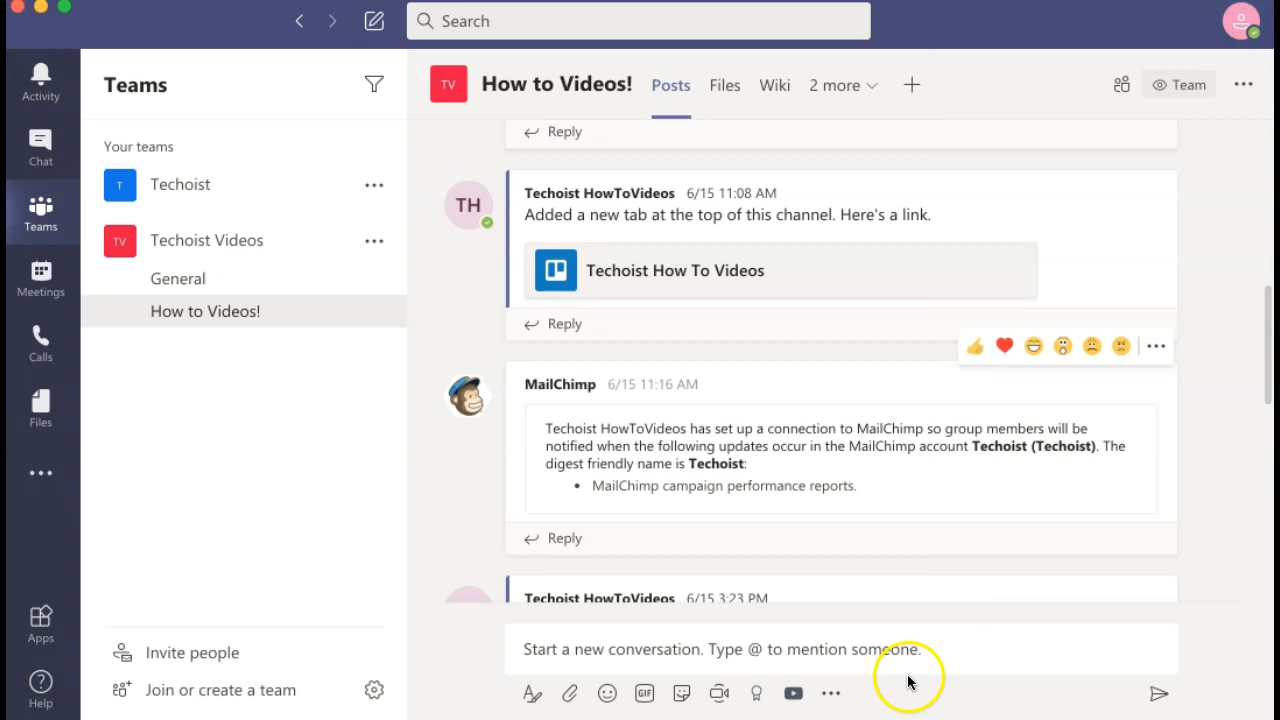 Search
Activity
Chat
Teams
Meetings
Calls
Files
Apps
Help
Teams
Your teams
T Techoist
TV Techoist Videos
General
How to Videos!
Invite people
Join or create a team
TV How to Videos! Posts Files Wiki 2 more
Team
Reply
TH
Techoist HowToVideos 6/15 11:08 AM
Added a new tab at the top of this channel. Here's a link.
Techoist How To Videos
Reply
MailChimp 6/15 11:16 AM
Techoist HowToVideos has set up a connection to MailChimp so group members will be
notified when the following updates occur in the MailChimp account Techoist (Techoist). The
digest friendly name is Techoist:
• MailChimp campaign performance reports.
Reply
Techoist HowToVideos 6/15 3:23 PM
Start a new conversation. Type @ to mention someone.
GIF